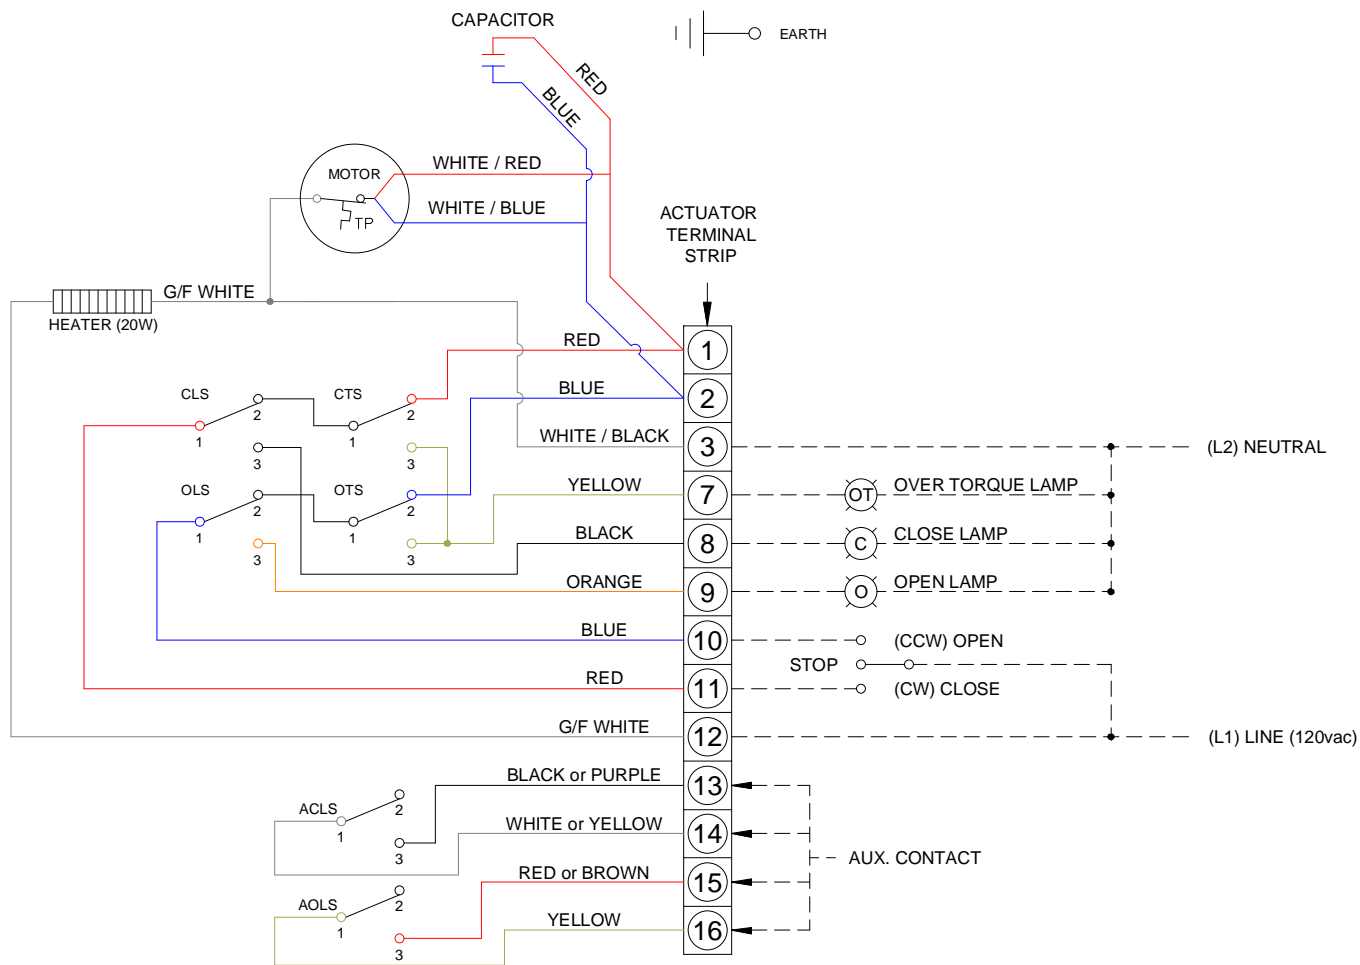 CAPACITOR
EARTH
RED
BLUE
MOTOR
TP
WHITE / RED
WHITE / BLUE
ACTUATOR
TERMINAL
STRIP
G/F WHITE
HEATER (20W)
RED
1
CLS
2
1
3
CTS
2
1
3
BLUE
2
WHITE / BLACK
3
(L2) NEUTRAL
OLS
2
1
3
OTS
2
1
3
YELLOW
7
OT
OVER TORQUE LAMP
BLACK
8
C
CLOSE LAMP
ORANGE
9
O
OPEN LAMP
BLUE
10
(CCW) OPEN
STOP
RED
11
(CW) CLOSE
G/F WHITE
12
(L1) LINE (120vac)
BLACK or PURPLE
13
ACLS
2
1
3
WHITE or YELLOW
14
AUX. CONTACT
RED or BROWN
15
AOLS
2
1
3
YELLOW
16